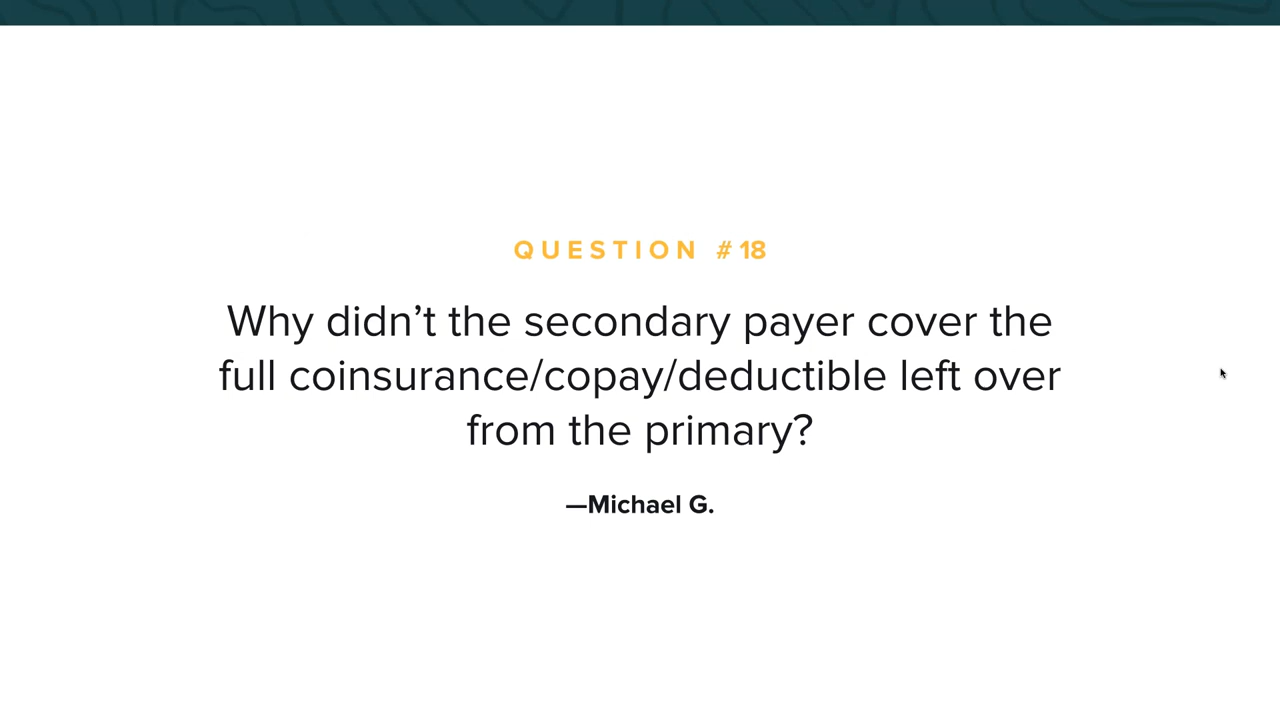 QUESTION #18
Why didn’t the secondary payer cover the
full coinsurance/copay/deductible left over
from the primary?
—Michael G.